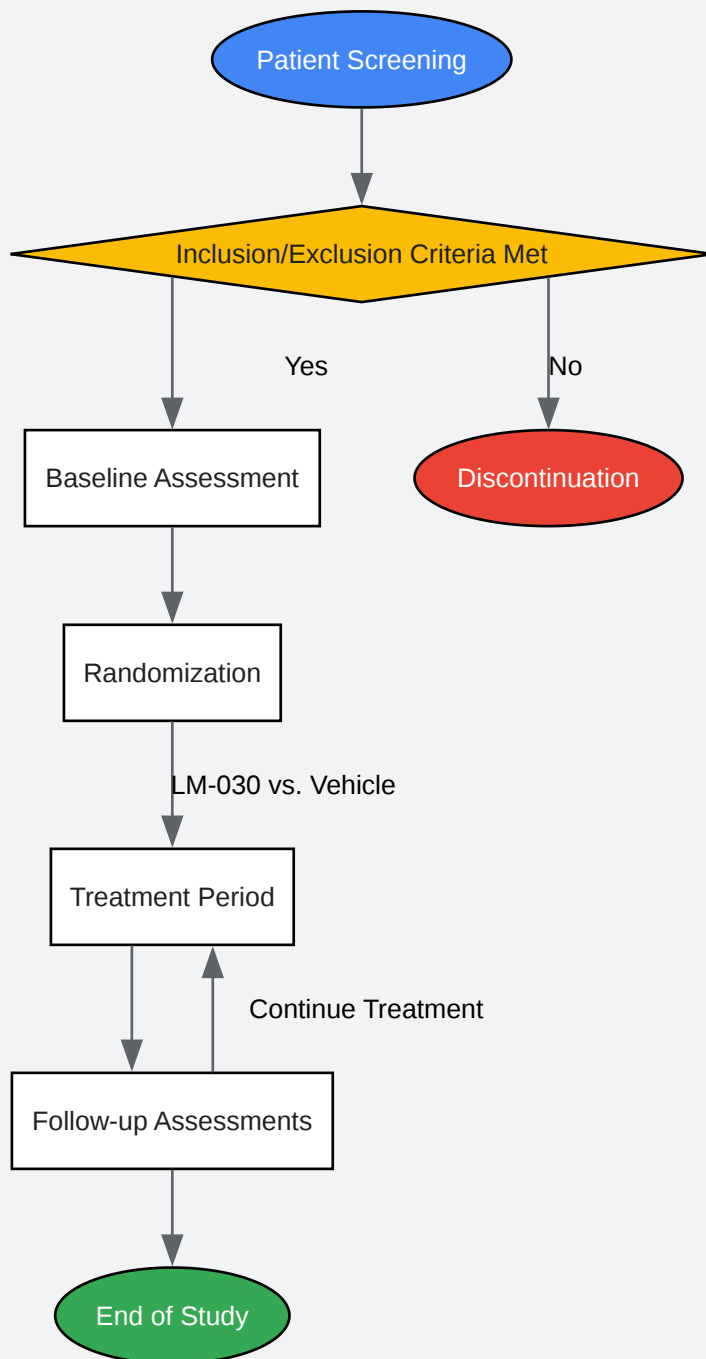 Patient Screening
Inclusion/Exclusion Criteria Met
Yes
No
Baseline Assessment
Discontinuation
Randomization
LM-030 vs. Vehicle
Treatment Period
Continue Treatment
Follow-up Assessments
End of Study